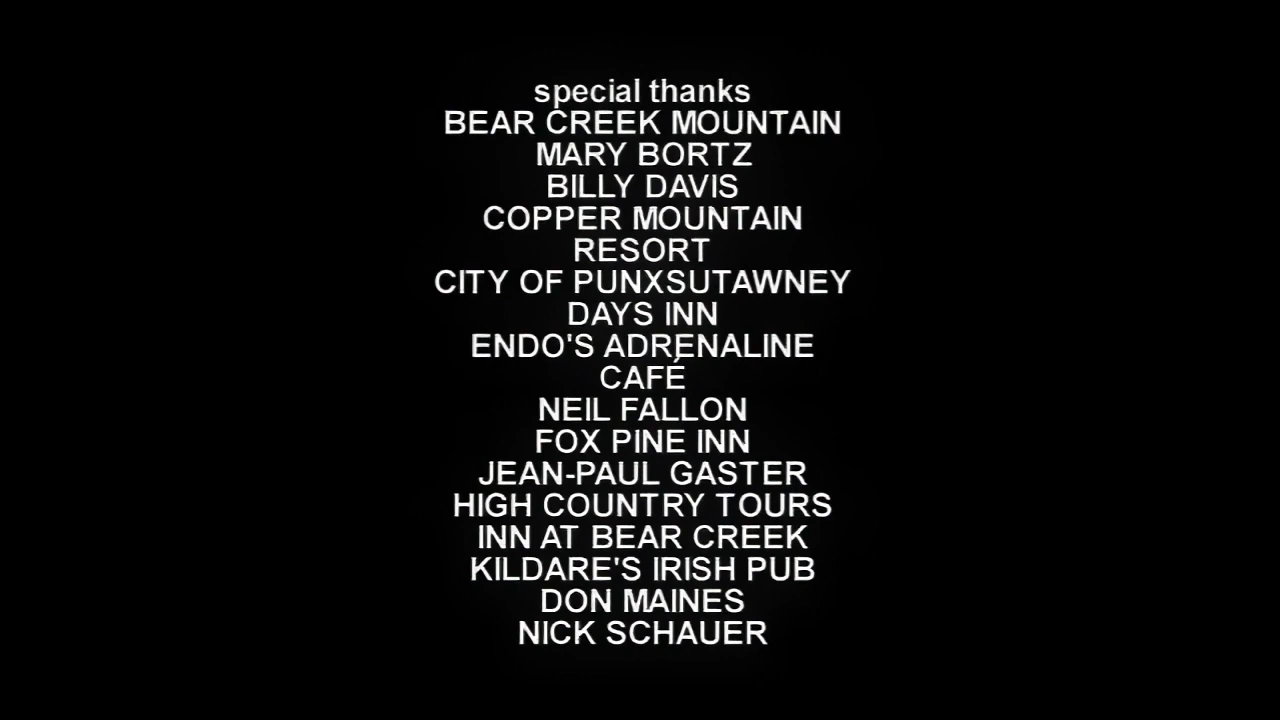 special thanks
BEAR CREEK MOUNTAIN
MARY BORTZ
BILLY DAVIS
COPPER MOUNTAIN
RESORT
CITY OF PUNXSUTAWNEY
DAYS INN
ENDO'S ADRENALINE
CAFÉ
NEIL FALLON
FOX PINE INN
JEAN-PAUL GASTER
HIGH COUNTRY TOURS
INN AT BEAR CREEK
KILDARE'S IRISH PUB
DON MAINES
NICK SCHAUER